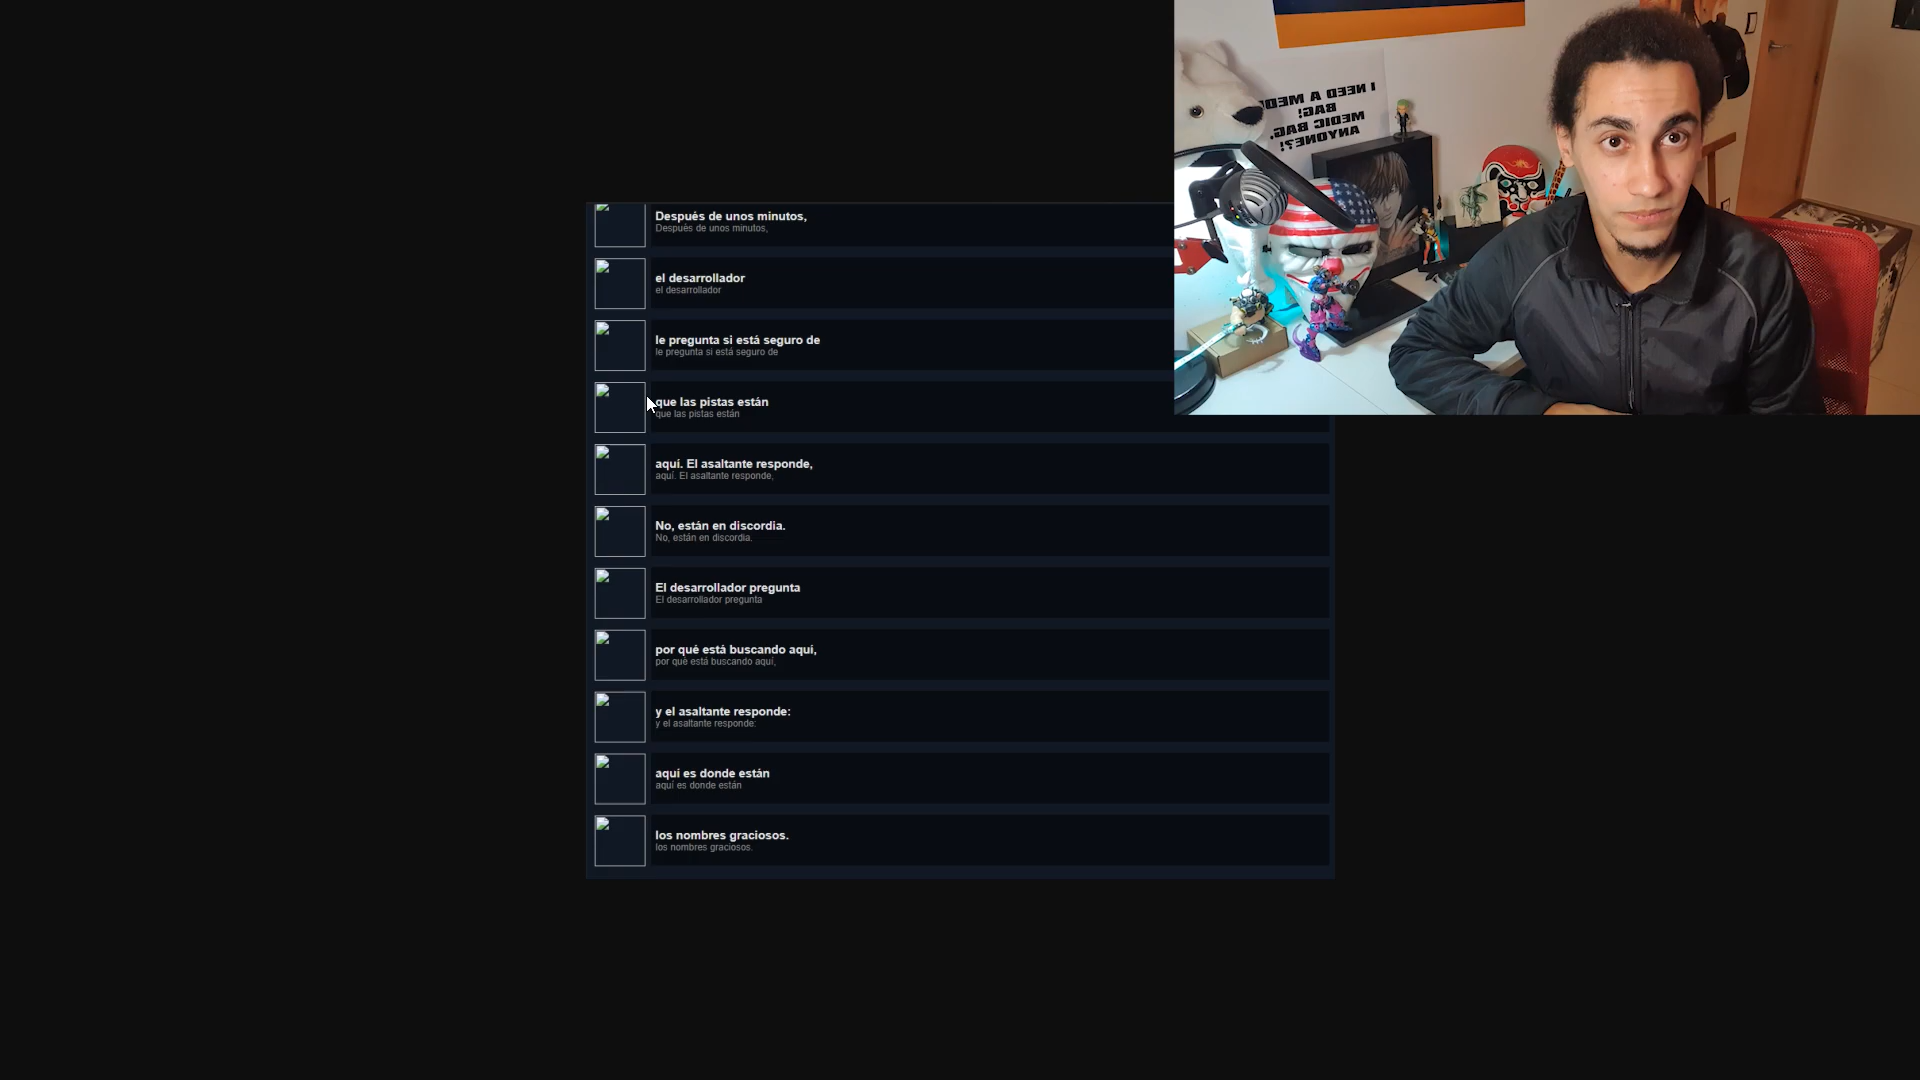 Después de unos minutos,
Después de unos minutos,
el desarrollador
el desarrollador
le pregunta si está seguro de
le pregunta si está seguro de
que las pistas están
que las pistas están
aquí. El asaltante responde,
aquí. El asaltante responde,
No, están en discordia.
No, están en discordia.
El desarrollador pregunta
El desarrollador pregunta
por qué está buscando aquí,
por qué está buscando aquí,
y el asaltante responde:
y el asaltante responde:
aquí es donde están
aquí es donde están
los nombres graciosos.
los nombres graciosos.
I NEED A MEDI
BAG!
MEDIC BAG,
ANYONE?!